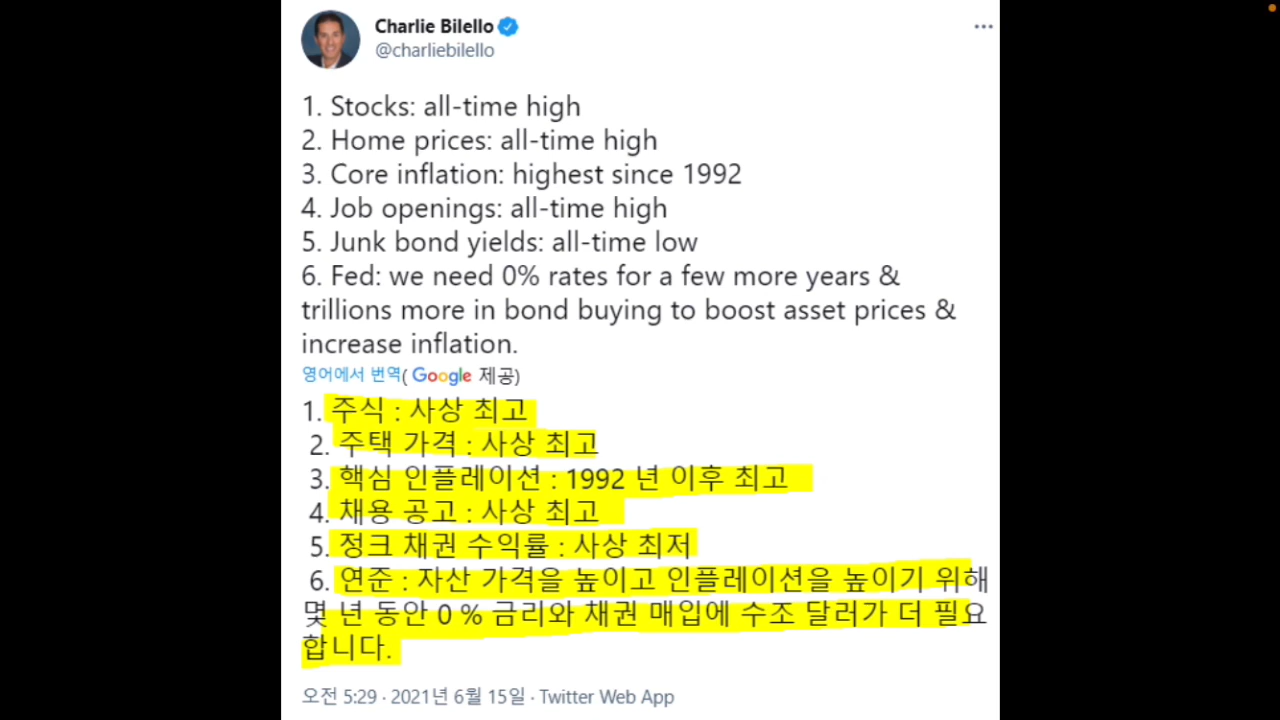 Charlie Bilello
@charliebilello
1. Stocks: all-time high
2. Home prices: all-time high
3. Core inflation: highest since 1992
4. Job openings: all-time high
5. Junk bond yields: all-time low
6. Fed: we need 0% rates for a few more years &
trillions more in bond buying to boost asset prices &
increase inflation.
영어에서 번역( Google 제공)
1. 주식 : 사상 최고
2. 주택 가격 : 사상 최고
3. 핵심 인플레이션 : 1992 년 이후 최고
4. 채용 공고 : 사상 최고
5. 정크 채권 수익률 : 사상 최저
6. 연준 : 자산 가격을 높이고 인플레이션을 높이기 위해
몇 년 동안 0 % 금리와 채권 매입에 수조 달러가 더 필요
합니다.
오전 5:29 · 2021년 6월 15일 · Twitter Web App